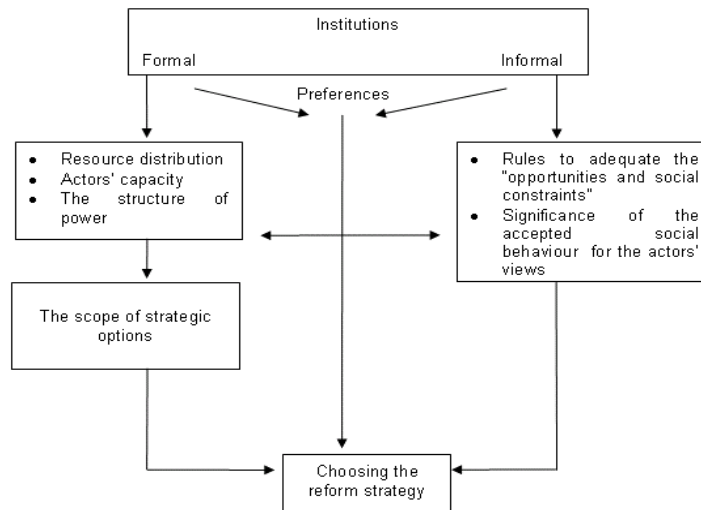 Institutions
Formal
Informal
Preferences
• Resource distribution
• Actors' capacity
• The structure of
power
• Rules to adequate the
"opportunities and social
constraints"
• Significance of the
accepted social
behaviour for the actors'
views
The scope of strategic
options
Choosing the
reform strategy